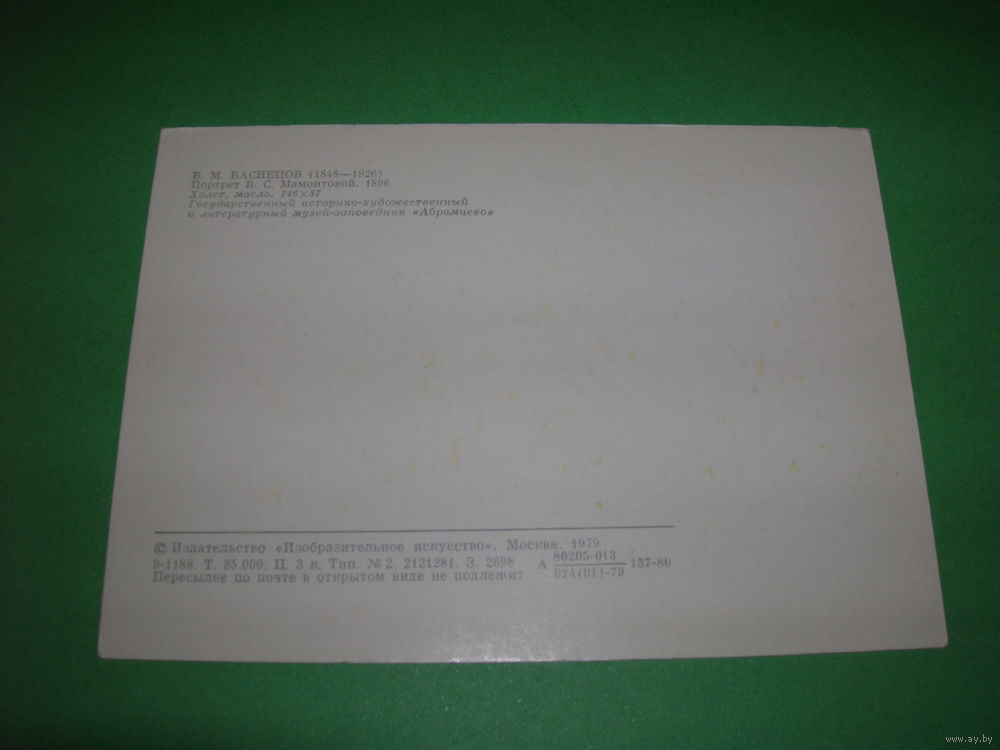 В. М. ВАСНЕЦОВ (1848—1926)
Портрет В. С. Мамонтовой. 1896
Холст, масло. 146×87
Государственный историко-художественный
и литературный музей-заповедник «Абрамцево»
© Издательство «Изобразительное искусство». Москва. 1979
9-1188. Т. 35.000. Ц. 3 к. Тип. № 2. 2121281. З. 2698 А 80205-013/024(01)-79 137-80
Пересылке по почте в открытом виде не подлежит
www.ay.by